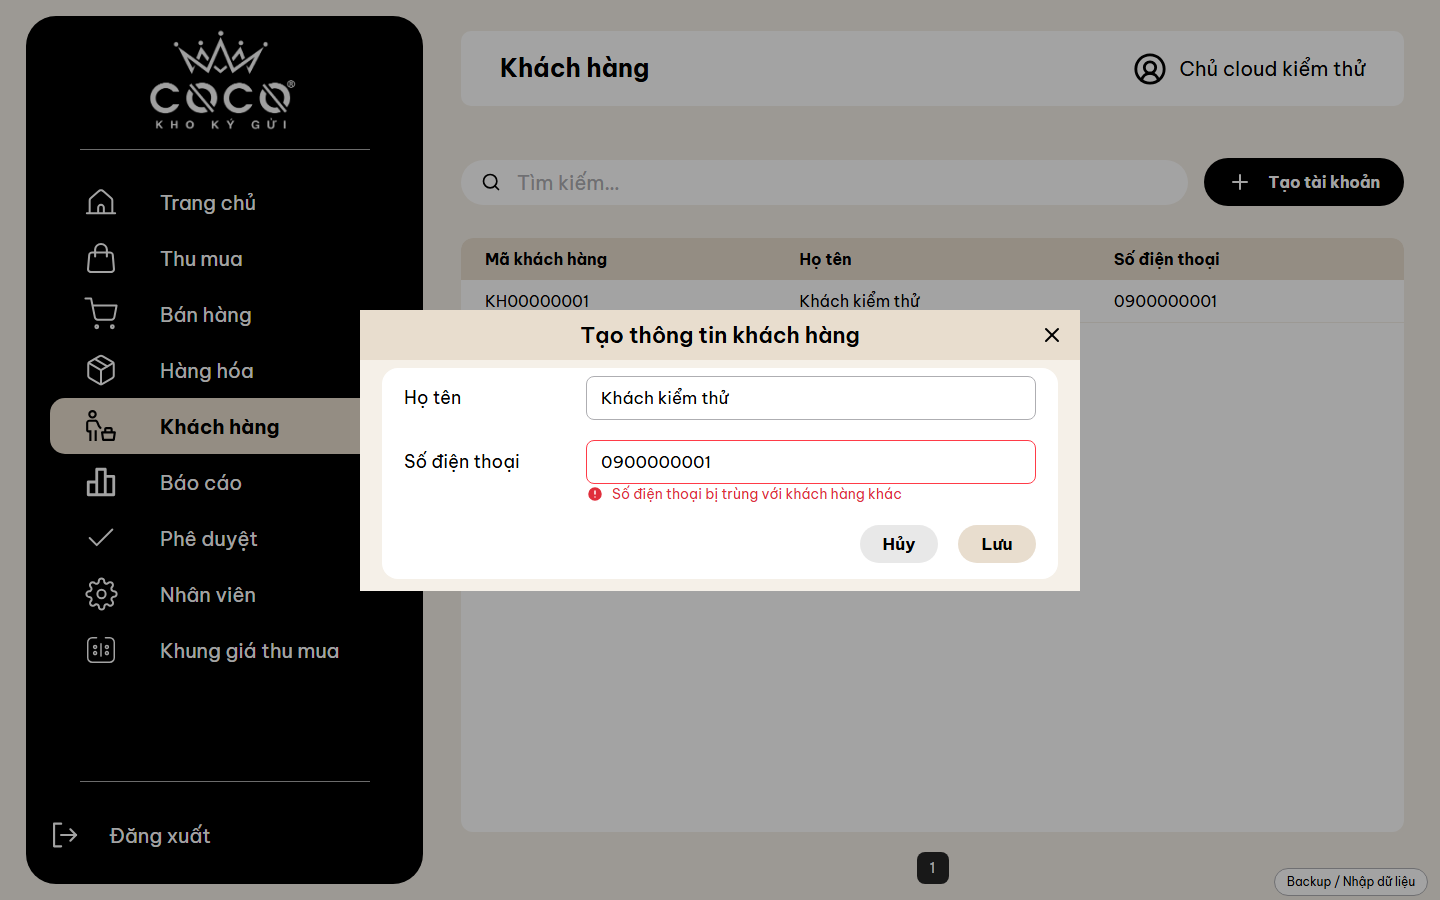 COCO®
KHO KÝ GỬI
Trang chủ
Thu mua
Bán hàng
Hàng hóa
Khách hàng
Báo cáo
Phê duyệt
Nhân viên
Khung giá thu mua
Đăng xuất
Khách hàng
Chủ cloud kiểm thử
Tìm kiếm...
Tạo tài khoản
Mã khách hàng Họ tên Số điện thoại
KH00000001 Khách kiểm thử 0900000001
Tạo thông tin khách hàng
Họ tên Khách kiểm thử
Số điện thoại 0900000001
Số điện thoại bị trùng với khách hàng khác
Hủy Lưu
1
Backup / Nhập dữ liệu